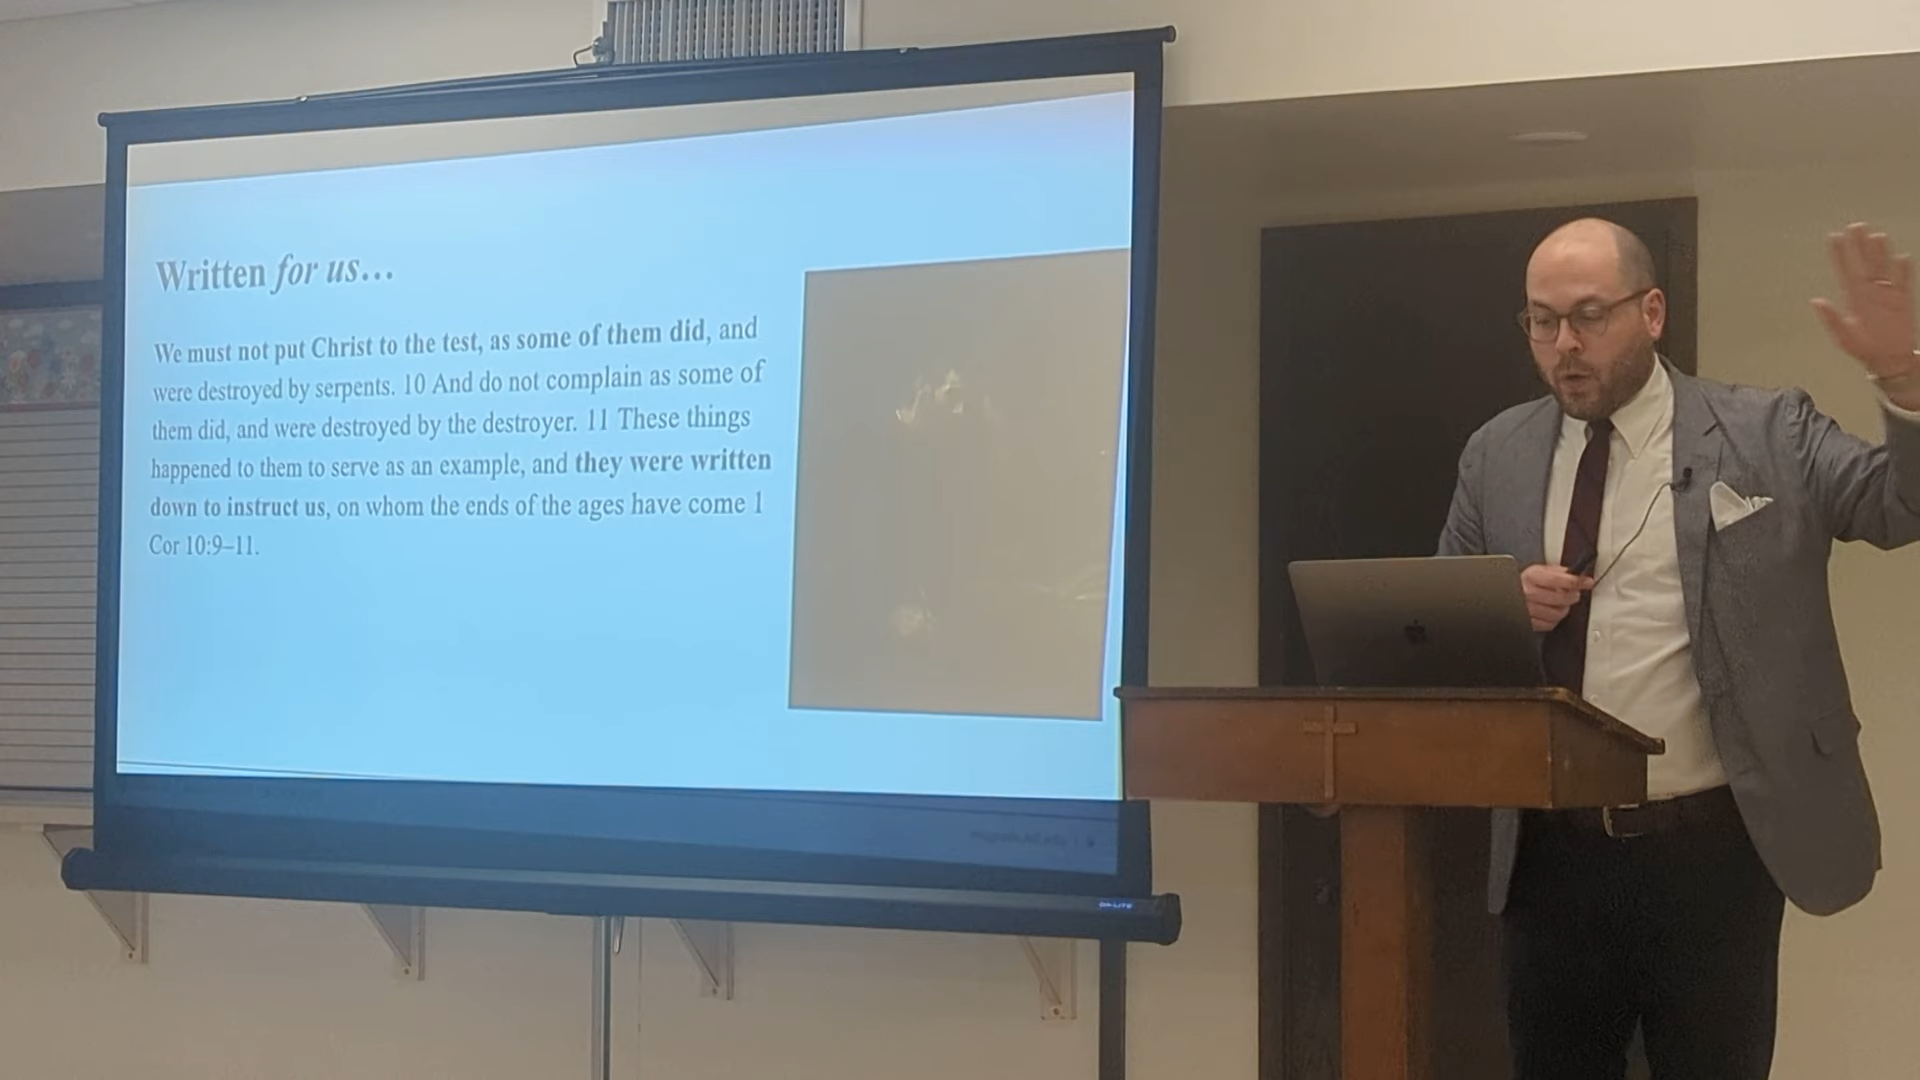 Written for us...
We must not put Christ to the test, as some of them did, and
were destroyed by serpents. 10 And do not complain as some of
them did, and were destroyed by the destroyer. 11 These things
happened to them to serve as an example, and they were written
down to instruct us, on whom the ends of the ages have come 1
Cor 10:9–11.
DA-LITE